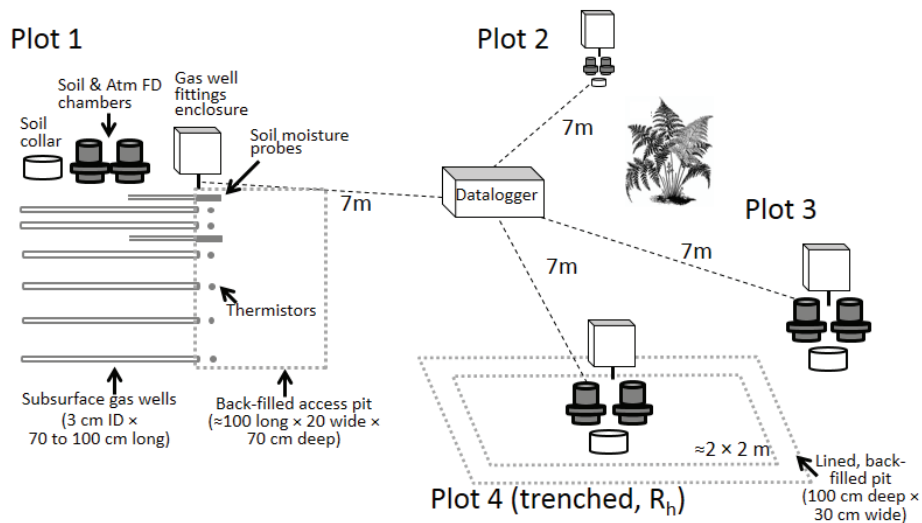 Plot 1
Soil & Atm FD
chambers
Soil
collar
Gas well
fittings
enclosure
Soil moisture
probes
7m
Thermistors
Subsurface gas wells
(3 cm ID ×
70 to 100 cm long)
Back-filled access pit
(≈100 long × 20 wide ×
70 cm deep)
Plot 2
7m
Datalogger
Plot 3
7m
7m
≈2 × 2 m
Plot 4 (trenched, Rₕ)
Lined, back-
filled pit
(100 cm deep ×
30 cm wide)